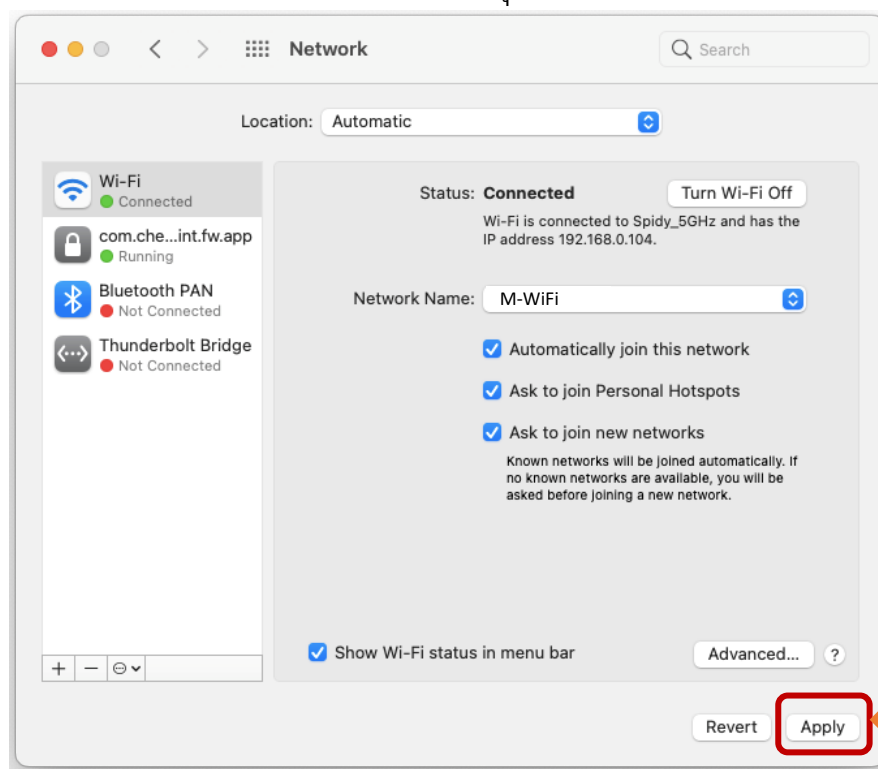 Network
Search
Location: Automatic
Wi-Fi
Connected
com.che...int.fw.app
Running
Bluetooth PAN
Not Connected
Thunderbolt Bridge
Not Connected
Status: Connected
Turn Wi-Fi Off
Wi-Fi is connected to Spidy_5GHz and has the
IP address 192.168.0.104.
Network Name: M-WiFi
Automatically join this network
Ask to join Personal Hotspots
Ask to join new networks
Known networks will be joined automatically. If
no known networks are available, you will be
asked before joining a new network.
Show Wi-Fi status in menu bar
Advanced...
?
Revert
Apply